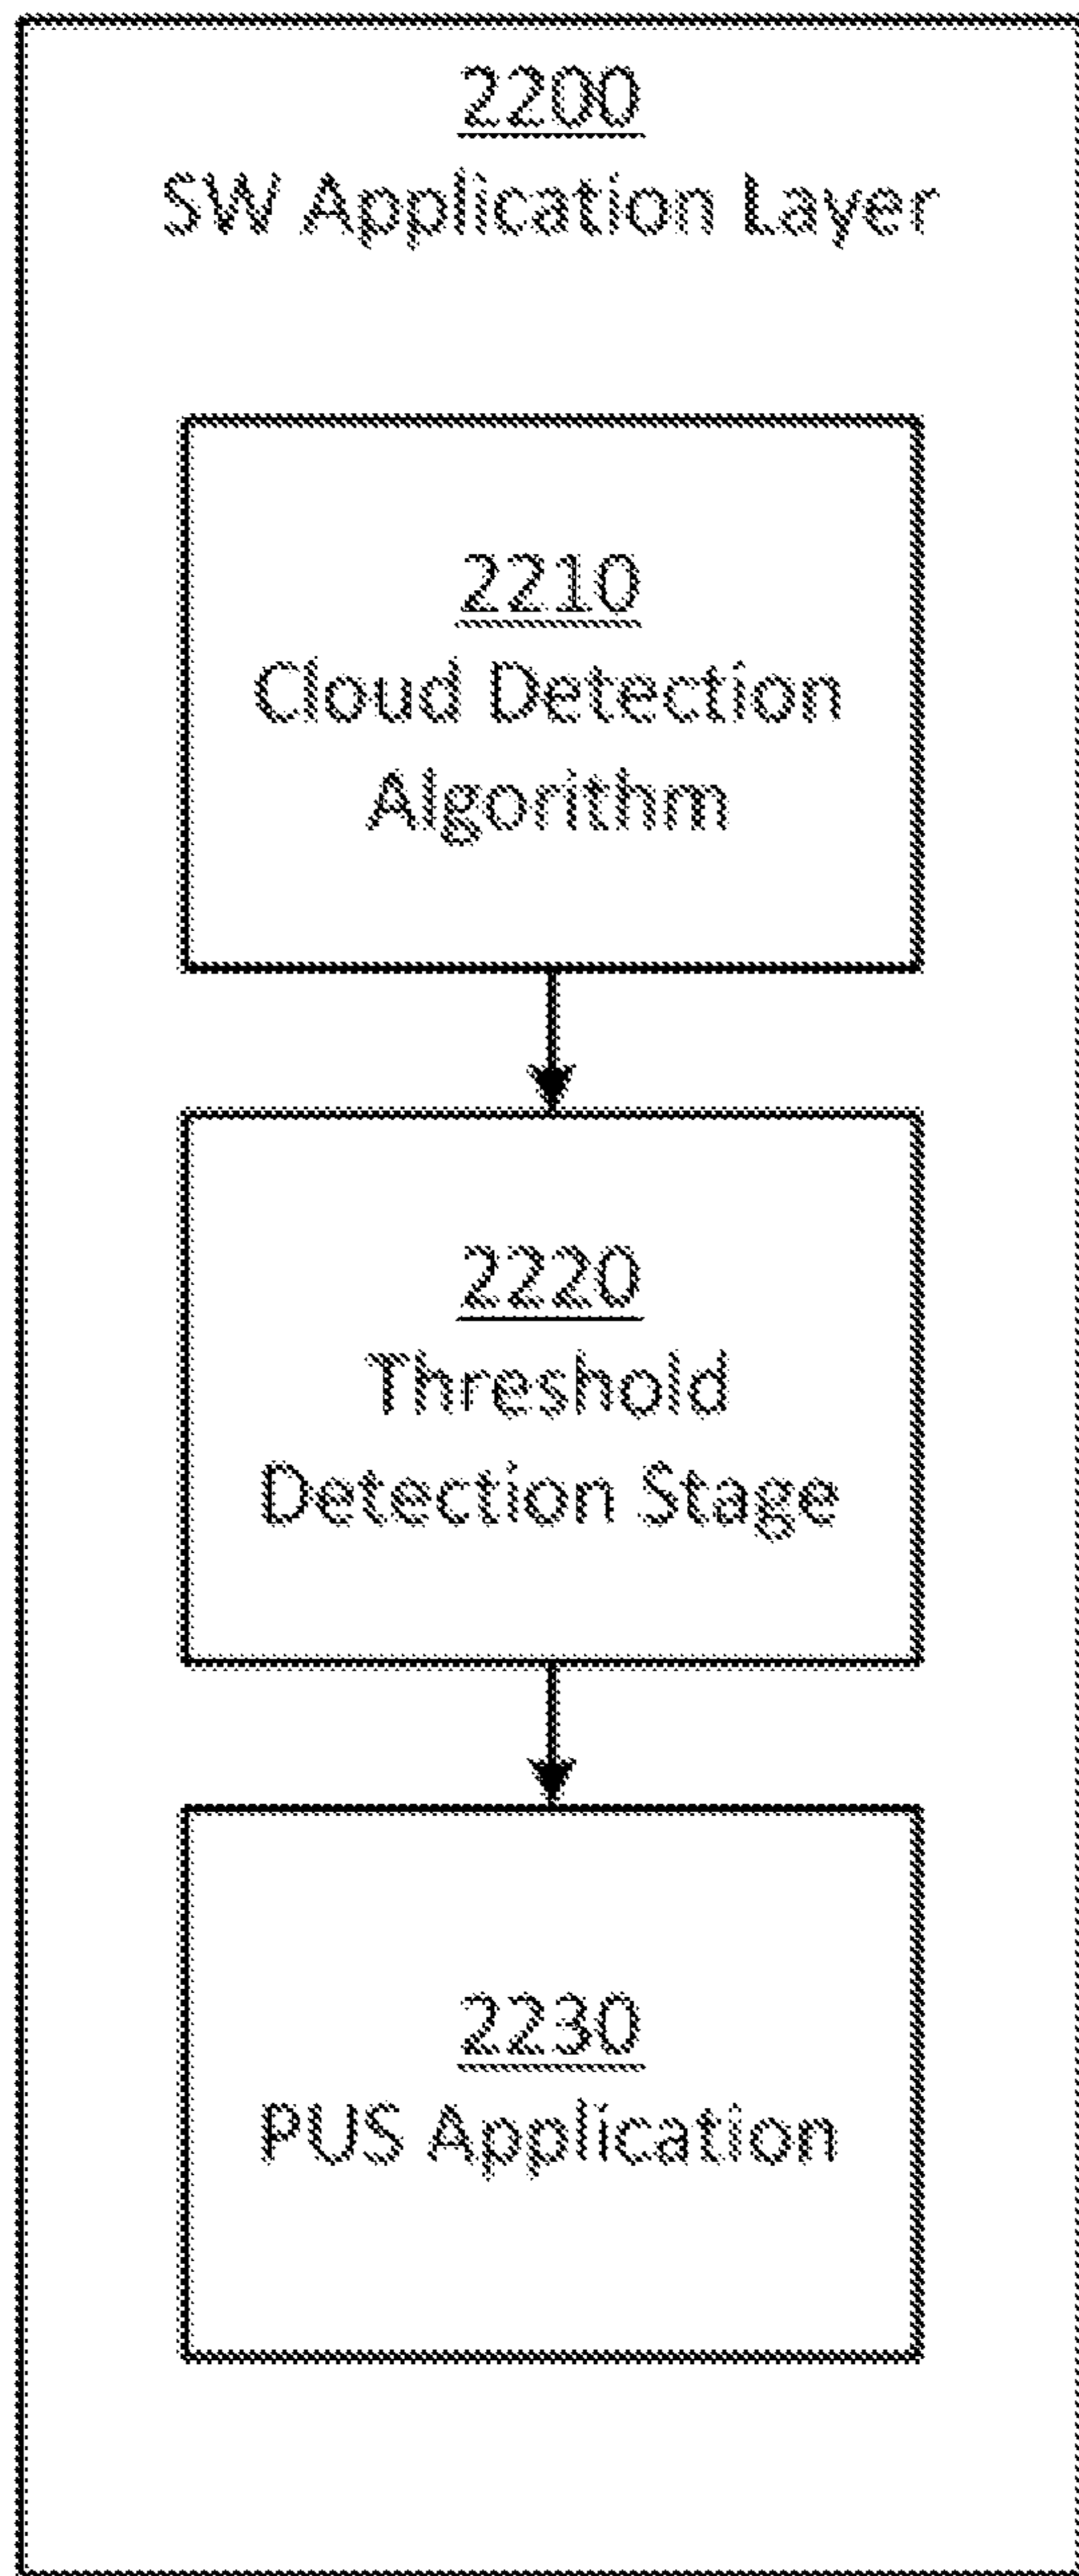 2200
SW Application Layer
2210
Cloud Detection
Algorithm
2220
Threshold
Detection Stage
2230
PUS Application